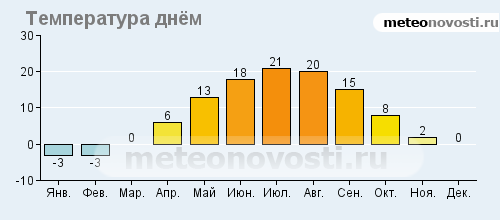 Температура днём
meteonovosti.ru
30
20
10
0
-10
-3 -3 0 6 13 18 21 20 15 8 2 0
meteonovosti.ru
Янв. Фев. Мар. Апр. Май Июн. Июл. Авг. Сен. Окт. Ноя. Дек.